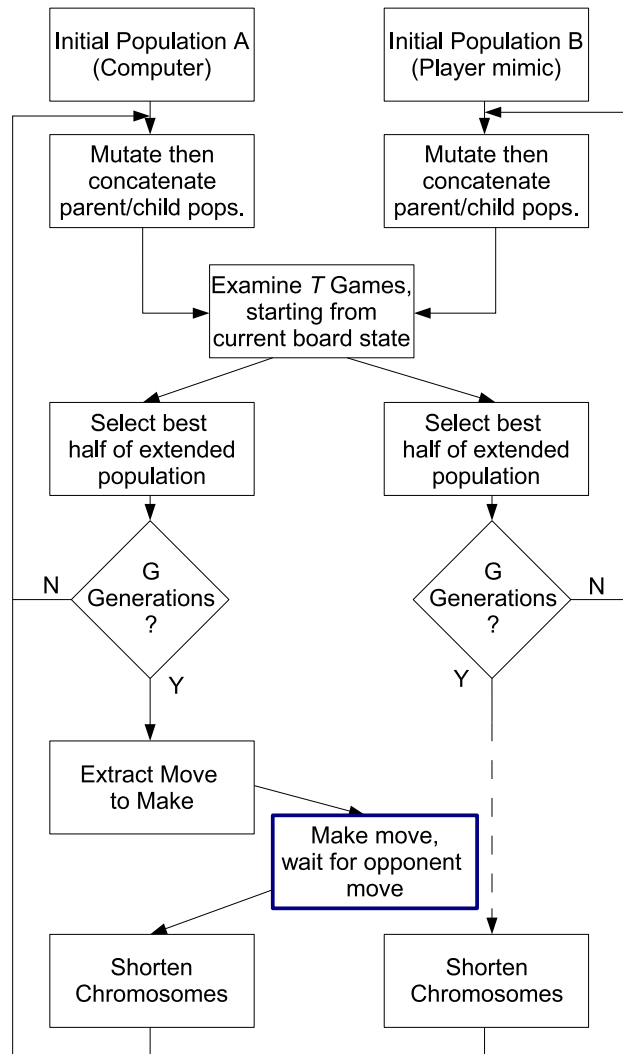 Initial Population A
(Computer)
Initial Population B
(Player mimic)
Mutate then
concatenate
parent/child pops.
Mutate then
concatenate
parent/child pops.
Examine T Games,
starting from
current board state
Select best
half of extended
population
Select best
half of extended
population
N
G
Generations
?
G
Generations
?
N
Y
Y
Extract Move
to Make
Make move,
wait for opponent
move
Shorten
Chromosomes
Shorten
Chromosomes